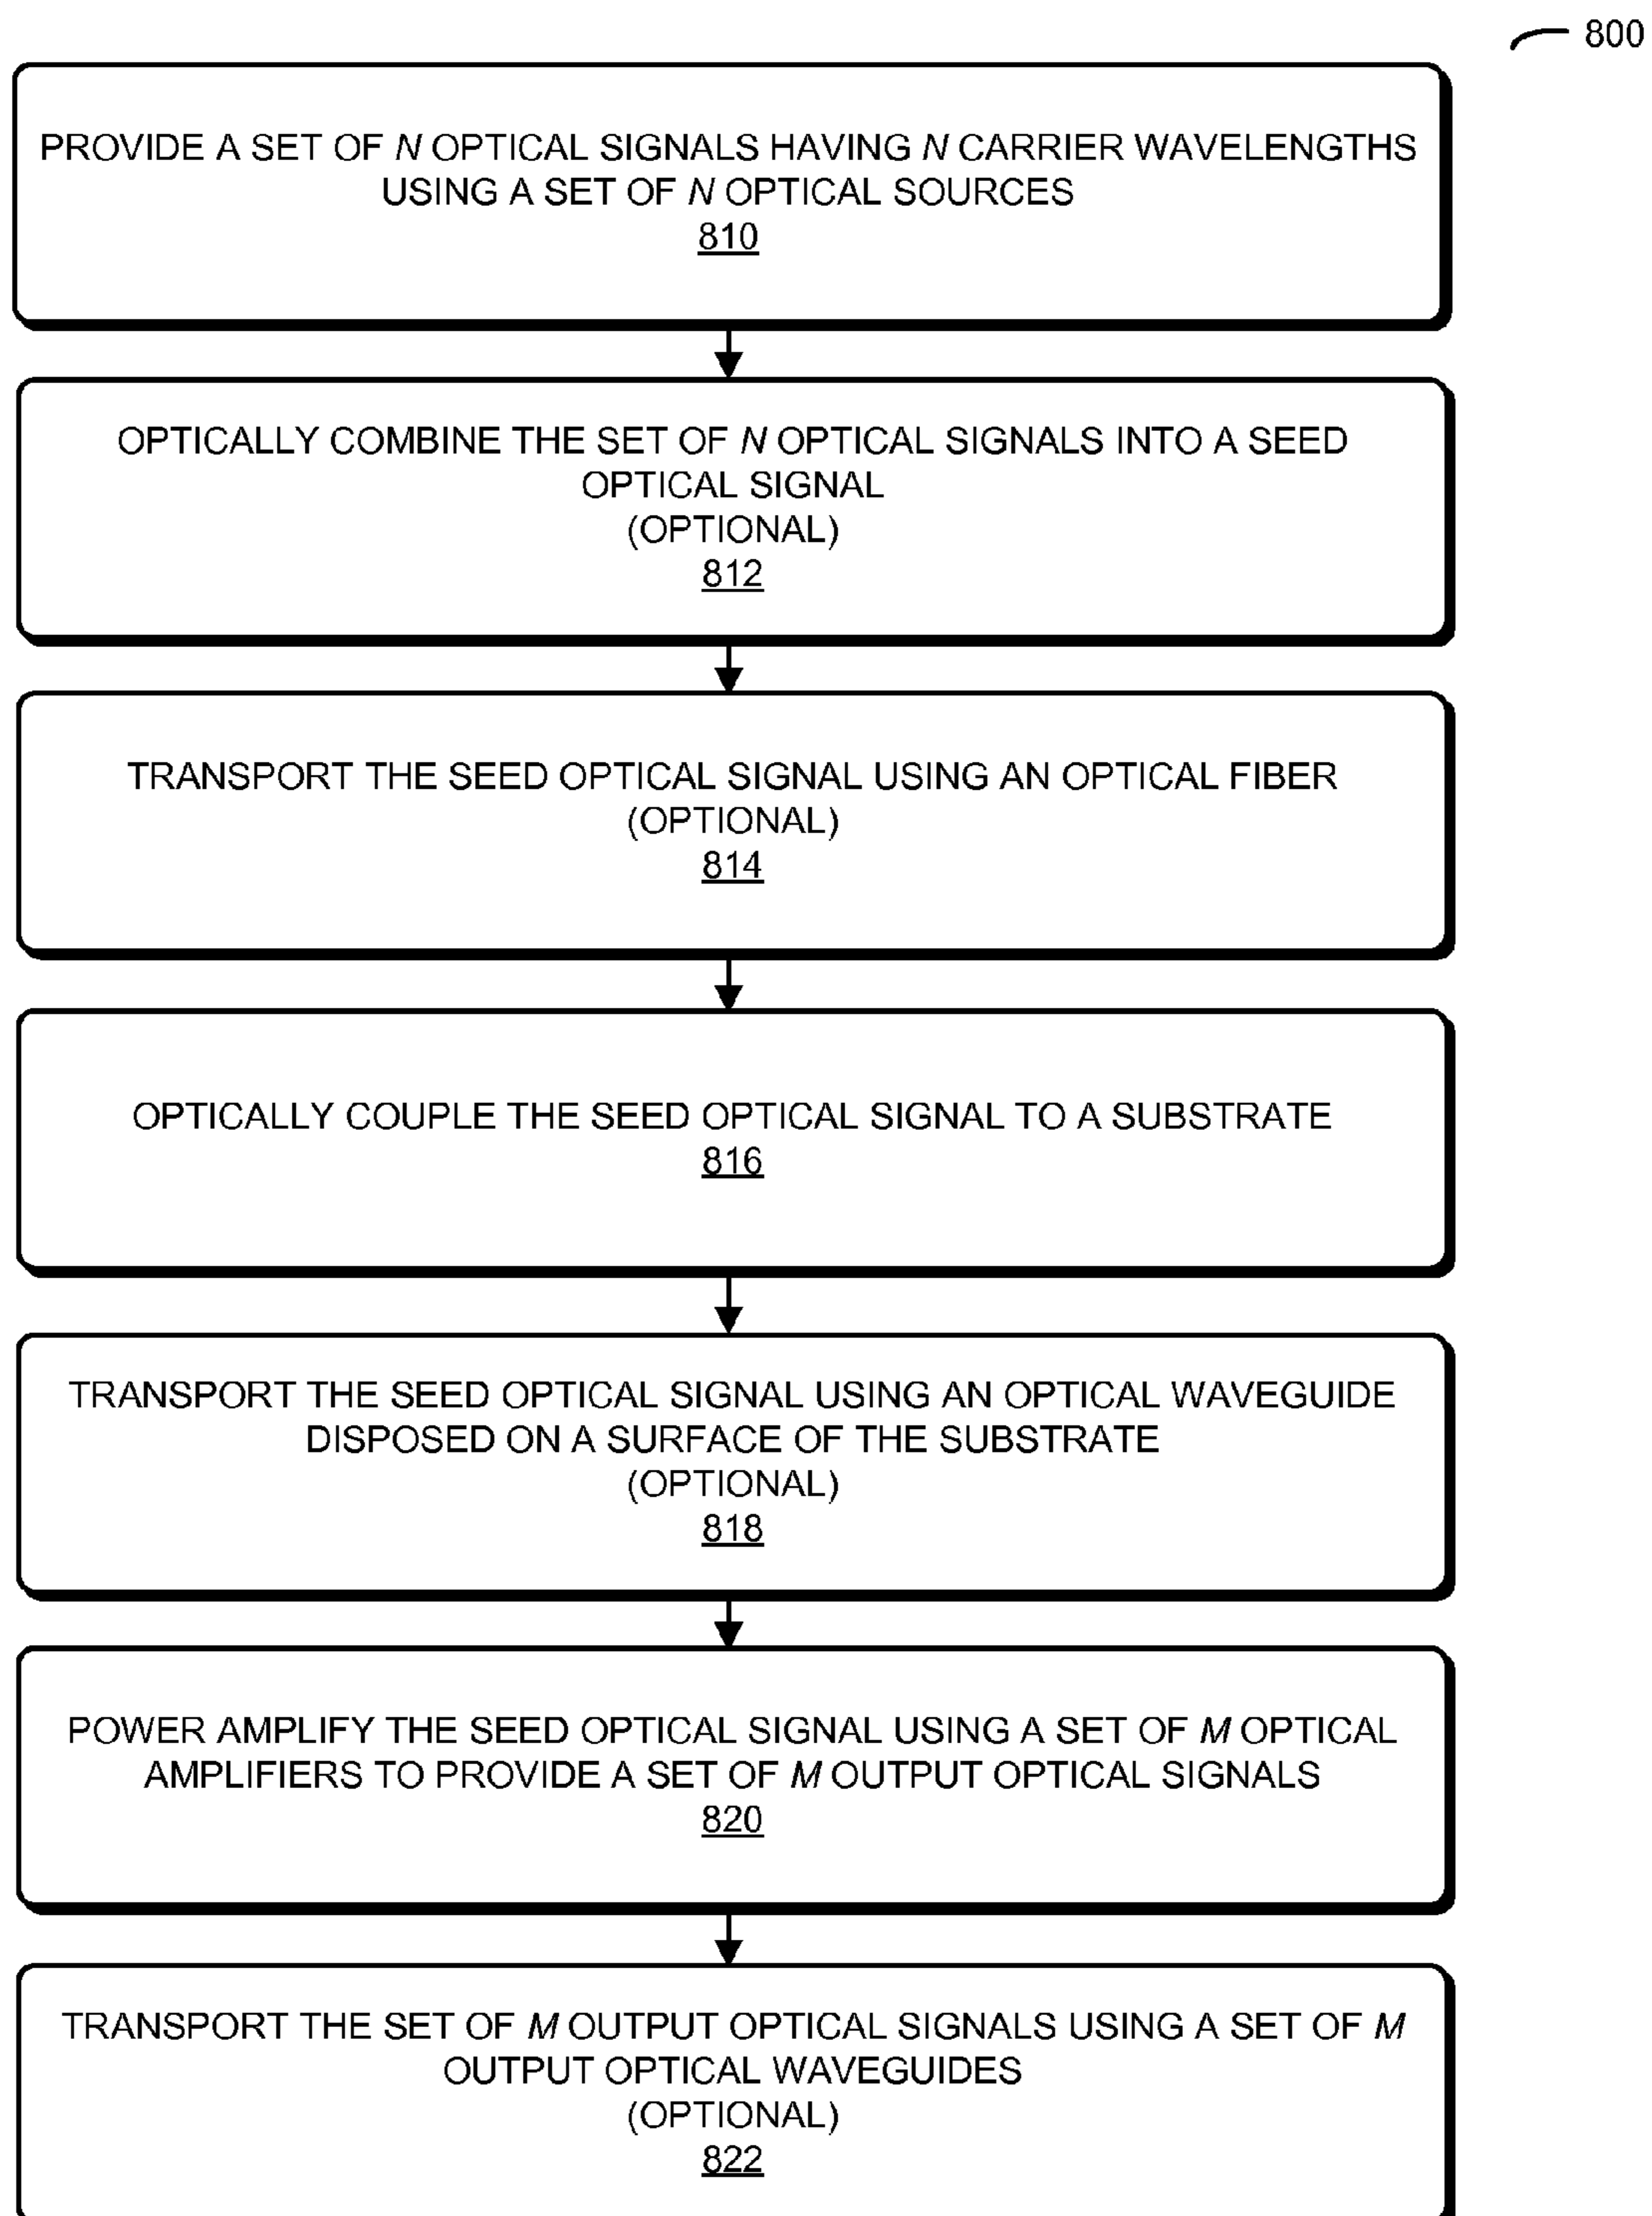 800
PROVIDE A SET OF N OPTICAL SIGNALS HAVING N CARRIER WAVELENGTHS
USING A SET OF N OPTICAL SOURCES
810
OPTICALLY COMBINE THE SET OF N OPTICAL SIGNALS INTO A SEED
OPTICAL SIGNAL
(OPTIONAL)
812
TRANSPORT THE SEED OPTICAL SIGNAL USING AN OPTICAL FIBER
(OPTIONAL)
814
OPTICALLY COUPLE THE SEED OPTICAL SIGNAL TO A SUBSTRATE
816
TRANSPORT THE SEED OPTICAL SIGNAL USING AN OPTICAL WAVEGUIDE
DISPOSED ON A SURFACE OF THE SUBSTRATE
(OPTIONAL)
818
POWER AMPLIFY THE SEED OPTICAL SIGNAL USING A SET OF M OPTICAL
AMPLIFIERS TO PROVIDE A SET OF M OUTPUT OPTICAL SIGNALS
820
TRANSPORT THE SET OF M OUTPUT OPTICAL SIGNALS USING A SET OF M
OUTPUT OPTICAL WAVEGUIDES
(OPTIONAL)
822